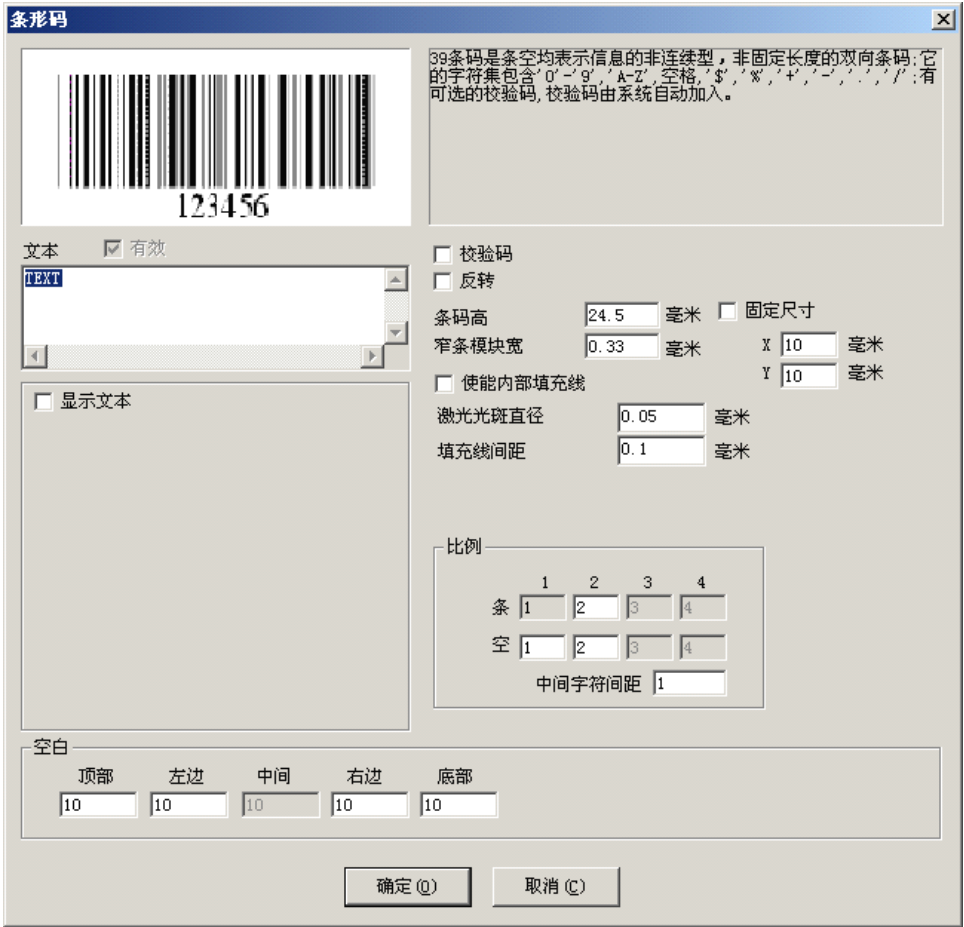 条形码
123456
39条码是条空均表示信息的非连续型，非固定长度的双向条码;它
的字符集包含'0'-'9','A-Z',空格,'$','%','+','-','.','/';有
可选的校验码,校验码由系统自动加入。
文本 有效
TEXT
显示文本
校验码
反转
条码高 24.5 毫米 固定尺寸
窄条模块宽 0.33 毫米 X 10 毫米
Y 10 毫米
使能内部填充线
激光光斑直径 0.05 毫米
填充线间距 0.1 毫米
比例
1 2 3 4
条 1 2 3 4
空 1 2 3 4
中间字符间距 1
空白
顶部 左边 中间 右边 底部
10 10 10 10 10
确定(O) 取消(C)